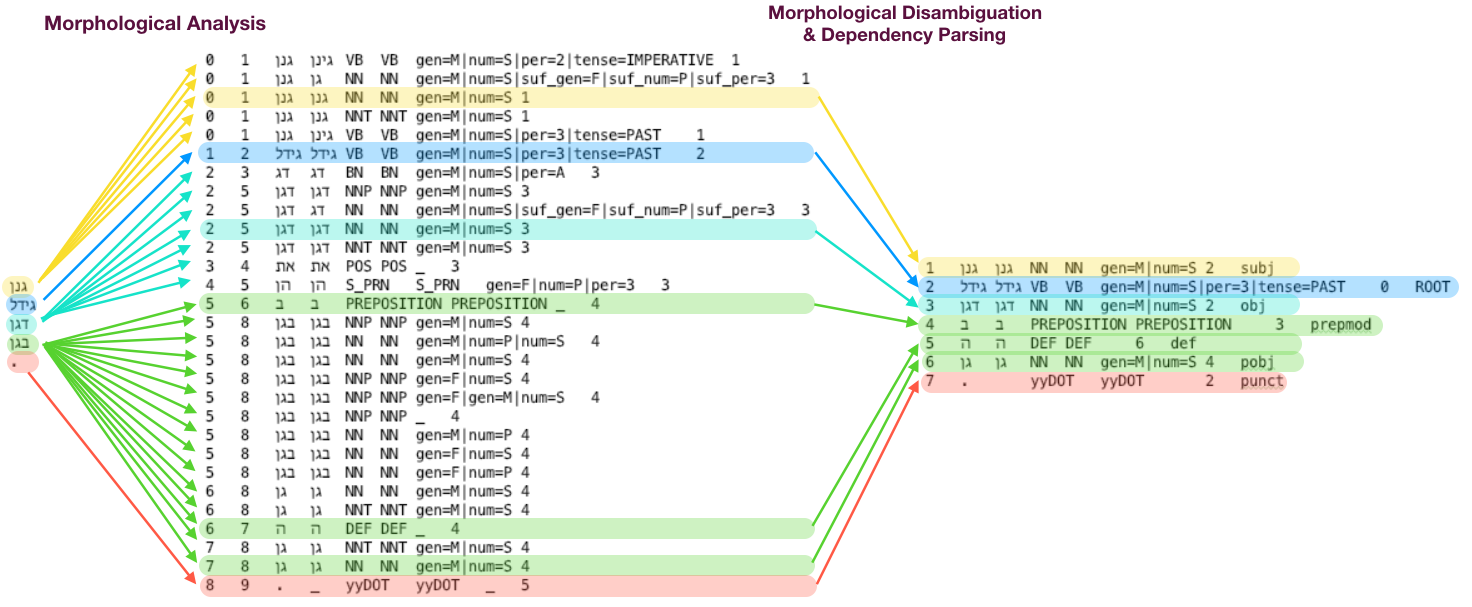 Morphological Analysis
Morphological Disambiguation
& Dependency Parsing
גנן
גידל
דגן
בגן
.
0 1 גנן גינן VB VB gen=M|num=S|per=2|tense=IMPERATIVE 1
0 1 גנן גן NN NN gen=M|num=S|suf_gen=F|suf_num=P|suf_per=3 1
0 1 גנן גנן NN NN gen=M|num=S 1
0 1 גנן גנן NNT NNT gen=M|num=S 1
0 1 גנן גינן VB VB gen=M|num=S|per=3|tense=PAST 1
1 2 גידל גידל VB VB gen=M|num=S|per=3|tense=PAST 2
2 3 דג דג BN BN gen=M|num=S|per=A 3
2 5 דגן דגן NNP NNP gen=M|num=S 3
2 5 דגן דג NN NN gen=M|num=S|suf_gen=F|suf_num=P|suf_per=3 3
2 5 דגן דגן NN NN gen=M|num=S 3
2 5 דגן דגן NNT NNT gen=M|num=S 3
3 4 את את POS POS _ 3
4 5 הן הן S_PRN S_PRN gen=F|num=P|per=3 3
5 6 ב ב PREPOSITION PREPOSITION _ 4
5 8 בגן בגן NNP NNP gen=M|num=S 4
5 8 בגן בגן NN NN gen=M|num=P|num=S 4
5 8 בגן בגן NN NN gen=M|num=S 4
5 8 בגן בגן NNP NNP gen=F|num=S 4
5 8 בגן בגן NNP NNP gen=F|gen=M|num=S 4
5 8 בגן בגן NNP NNP _ 4
5 8 בגן בגן NN NN gen=M|num=P 4
5 8 בגן בגן NN NN gen=F|num=S 4
5 8 בגן בגן NN NN gen=F|num=P 4
6 8 גן גן NN NN gen=M|num=S 4
6 8 גן גן NNT NNT gen=M|num=S 4
6 7 ה ה DEF DEF _ 4
7 8 גן גן NNT NNT gen=M|num=S 4
7 8 גן גן NN NN gen=M|num=S 4
8 9 . _ yyDOT yyDOT _ 5
1 גנן גנן NN NN gen=M|num=S 2 subj
2 גידל גידל VB VB gen=M|num=S|per=3|tense=PAST 0 ROOT
3 דגן דגן NN NN gen=M|num=S 2 obj
4 ב ב PREPOSITION PREPOSITION 3 prepmod
5 ה ה DEF DEF 6 def
6 גן גן NN NN gen=M|num=S 4 pobj
7 . yyDOT yyDOT 2 punct